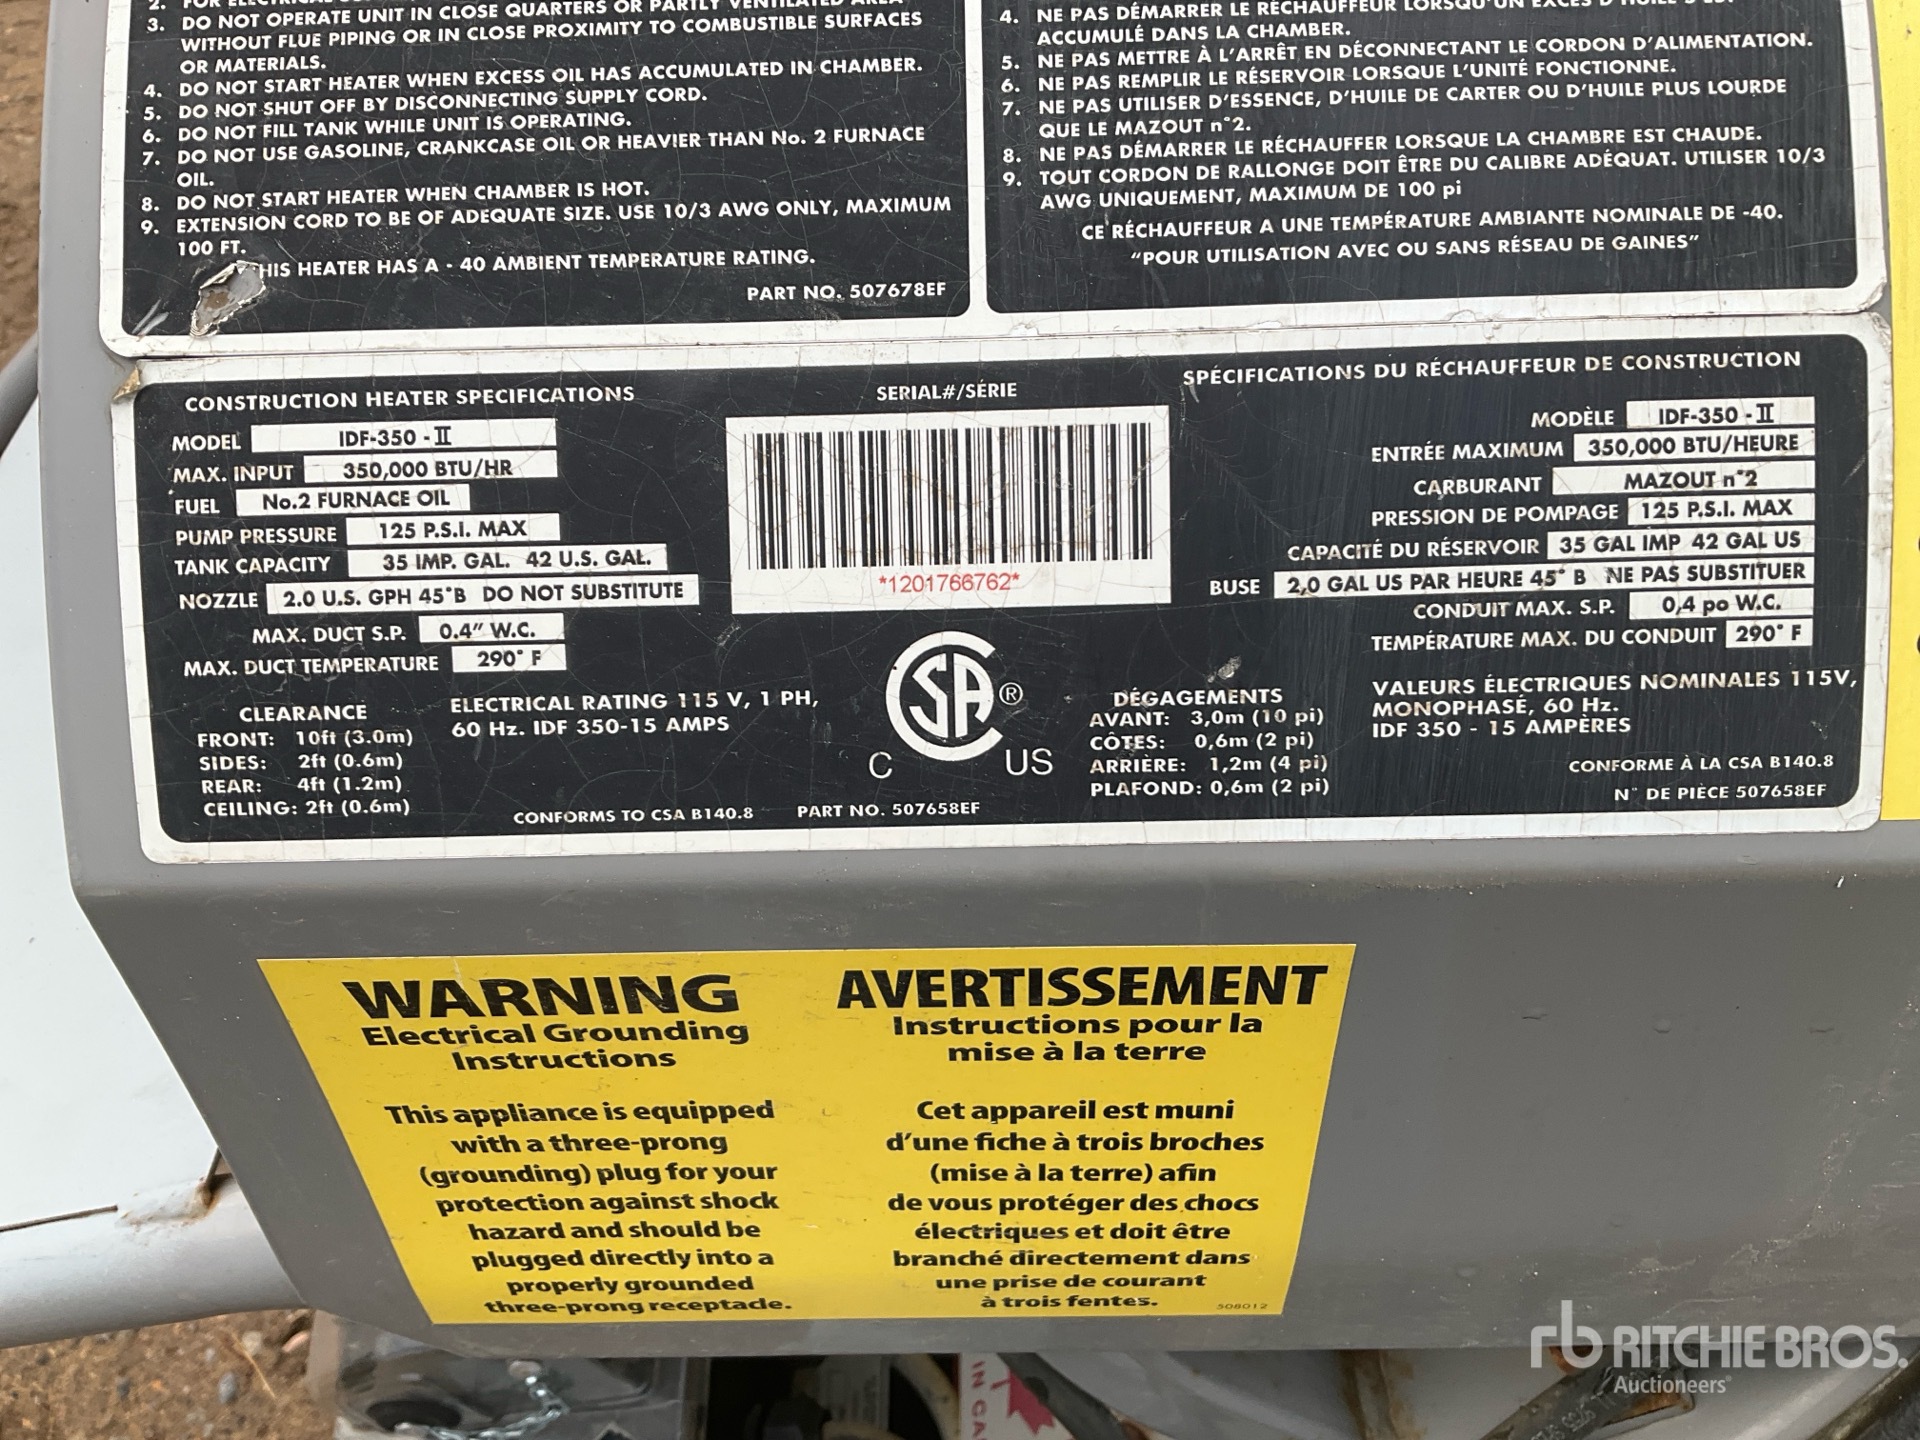 3. DO NOT OPERATE UNIT IN CLOSE QUARTERS OR PARTLY VENTILATED AREA
WITHOUT FLUE PIPING OR IN CLOSE PROXIMITY TO COMBUSTIBLE SURFACES
OR MATERIALS.
4. DO NOT START HEATER WHEN EXCESS OIL HAS ACCUMULATED IN CHAMBER.
5. DO NOT SHUT OFF BY DISCONNECTING SUPPLY CORD.
6. DO NOT FILL TANK WHILE UNIT IS OPERATING.
7. DO NOT USE GASOLINE, CRANKCASE OIL OR HEAVIER THAN No. 2 FURNACE
OIL.
8. DO NOT START HEATER WHEN CHAMBER IS HOT.
9. EXTENSION CORD TO BE OF ADEQUATE SIZE. USE 10/3 AWG ONLY, MAXIMUM
100 FT.
HIS HEATER HAS A - 40 AMBIENT TEMPERATURE RATING.
PART NO. 507678EF
4. NE PAS DÉMARRER LE RÉCHAUFFEUR LORSQU'UN EXCÈS D'HUILE S'EST
ACCUMULÉ DANS LA CHAMBER.
5. NE PAS METTRE À L'ARRÊT EN DÉCONNECTANT LE CORDON D'ALIMENTATION.
6. NE PAS REMPLIR LE RÉSERVOIR LORSQUE L'UNITÉ FONCTIONNE.
7. NE PAS UTILISER D'ESSENCE, D'HUILE DE CARTER OU D'HUILE PLUS LOURDE
QUE LE MAZOUT n°2.
8. NE PAS DÉMARRER LE RÉCHAUFFER LORSQUE LA CHAMBRE EST CHAUDE.
9. TOUT CORDON DE RALLONGE DOIT ÊTRE DU CALIBRE ADÉQUAT. UTILISER 10/3
AWG UNIQUEMENT, MAXIMUM DE 100 pi
CE RÉCHAUFFEUR A UNE TEMPÉRATURE AMBIANTE NOMINALE DE -40.
"POUR UTILISATION AVEC OU SANS RÉSEAU DE GAINES"
CONSTRUCTION HEATER SPECIFICATIONS
MODEL IDF-350 - II
MAX. INPUT 350,000 BTU/HR
FUEL No.2 FURNACE OIL
PUMP PRESSURE 125 P.S.I. MAX
TANK CAPACITY 35 IMP. GAL. 42 U.S. GAL.
NOZZLE 2.0 U.S. GPH 45°B DO NOT SUBSTITUTE
MAX. DUCT S.P. 0.4" W.C.
MAX. DUCT TEMPERATURE 290° F
CLEARANCE
FRONT: 10ft (3.0m)
SIDES: 2ft (0.6m)
REAR: 4ft (1.2m)
CEILING: 2ft (0.6m)
ELECTRICAL RATING 115 V, 1 PH,
60 Hz. IDF 350-15 AMPS
CONFORMS TO CSA B140.8 PART NO. 507658EF
SERIAL#/SÉRIE
*1201766762*
CSA ®
C US
SPÉCIFICATIONS DU RÉCHAUFFEUR DE CONSTRUCTION
MODÈLE IDF-350 - II
ENTRÉE MAXIMUM 350,000 BTU/HEURE
CARBURANT MAZOUT n°2
PRESSION DE POMPAGE 125 P.S.I. MAX
CAPACITÉ DU RÉSERVOIR 35 GAL IMP 42 GAL US
BUSE 2,0 GAL US PAR HEURE 45° B NE PAS SUBSTITUER
CONDUIT MAX. S.P. 0,4 po W.C.
TEMPÉRATURE MAX. DU CONDUIT 290° F
DÉGAGEMENTS
AVANT: 3,0m (10 pi)
CÔTES: 0,6m (2 pi)
ARRIÈRE: 1,2m (4 pi)
PLAFOND: 0,6m (2 pi)
VALEURS ÉLECTRIQUES NOMINALES 115V,
MONOPHASÉ, 60 Hz.
IDF 350 - 15 AMPÈRES
CONFORME À LA CSA B140.8
N° DE PIÈCE 507658EF
WARNING
Electrical Grounding
Instructions
This appliance is equipped
with a three-prong
(grounding) plug for your
protection against shock
hazard and should be
plugged directly into a
properly grounded
three-prong receptacle.
AVERTISSEMENT
Instructions pour la
mise à la terre
Cet appareil est muni
d'une fiche à trois broches
(mise à la terre) afin
de vous protéger des chocs
électriques et doit être
branché directement dans
une prise de courant
à trois fentes.
508012
rb RITCHIE BROS.
Auctioneers